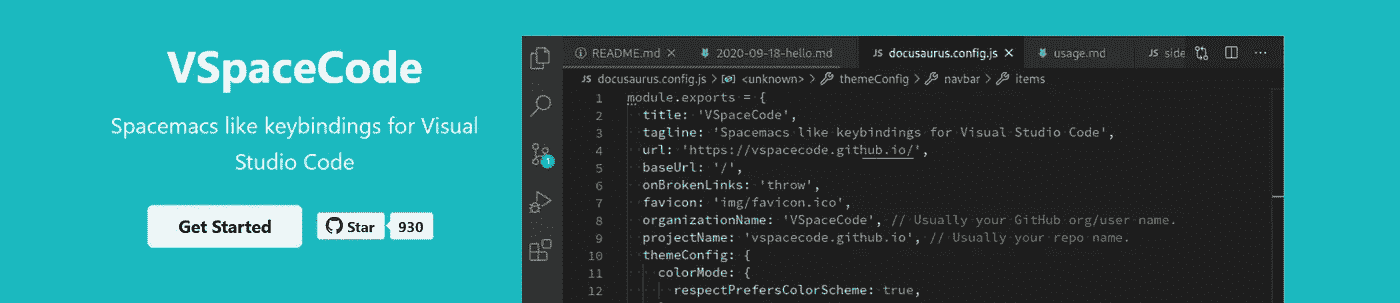 VSpaceCode
Spacemacs like keybindings for Visual
Studio Code
Get Started
Star
930
README.md
2020-09-18-hello.md
JS docusaurus.config.js
usage.md
JS side
JS docusaurus.config.js > <unknown> > themeConfig > navbar > items
1 module.exports = {
2 title: 'VSpaceCode',
3 tagline: 'Spacemacs like keybindings for Visual Studio Code',
4 url: 'https://vspacecode.github.io/',
5 baseUrl: '/',
6 onBrokenLinks: 'throw',
7 favicon: 'img/favicon.ico',
8 organizationName: 'VSpaceCode', // Usually your GitHub org/user name.
9 projectName: 'vspacecode.github.io', // Usually your repo name.
10 themeConfig: {
11 colorMode: {
12 respectPrefersColorScheme: true,
1